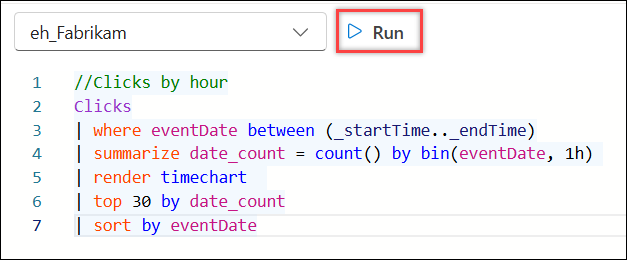 eh_Fabrikam
Run
1 //Clicks by hour
2 Clicks
3 | where eventDate between (_startTime.._endTime)
4 | summarize date_count = count() by bin(eventDate, 1h)
5 | render timechart
6 | top 30 by date_count
7 | sort by eventDate